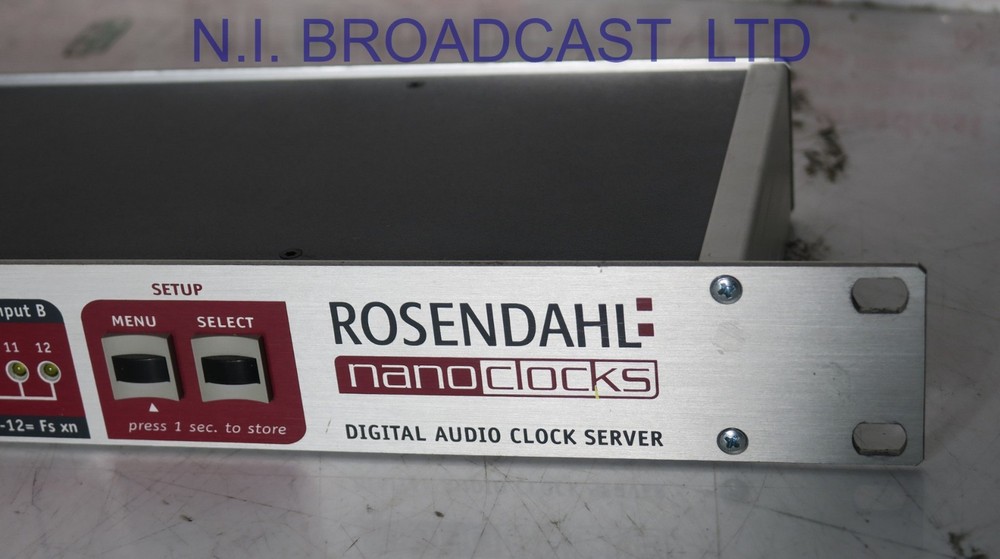 N.I. BROADCAST LTD
SETUP
nput B
MENU SELECT
11 12
ROSENDAHL
nanoclocks
-12= Fs xn
press 1 sec. to store
DIGITAL AUDIO CLOCK SERVER